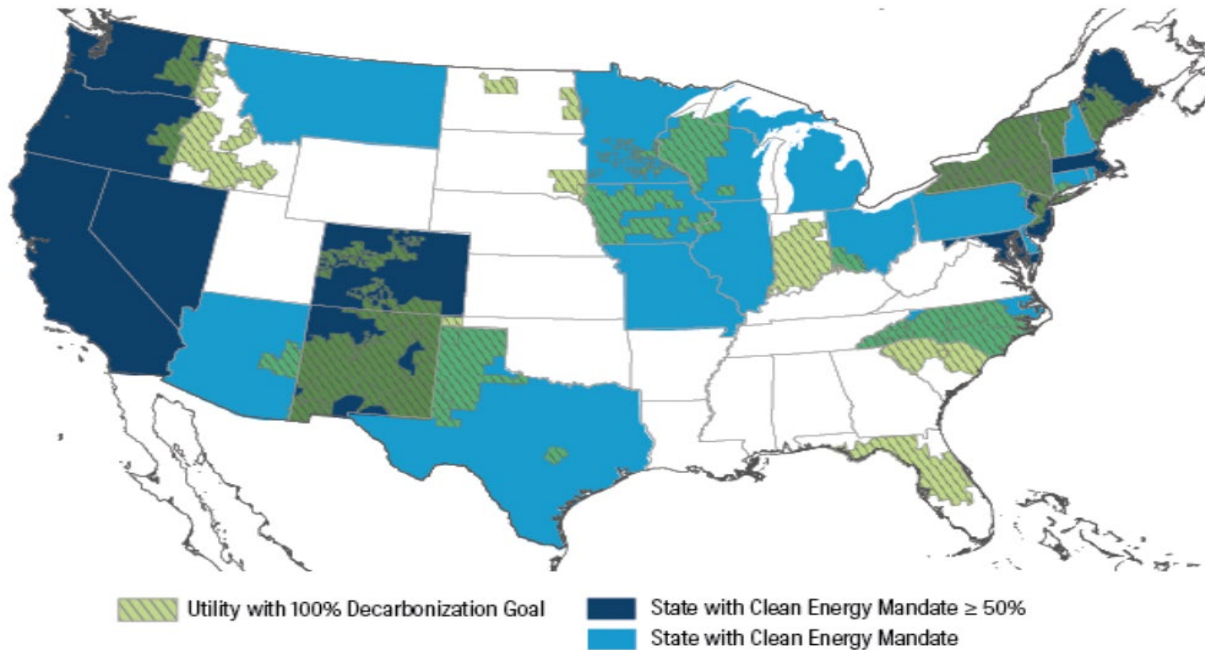 Utility with 100% Decarbonization Goal
State with Clean Energy Mandate ≥ 50%
State with Clean Energy Mandate